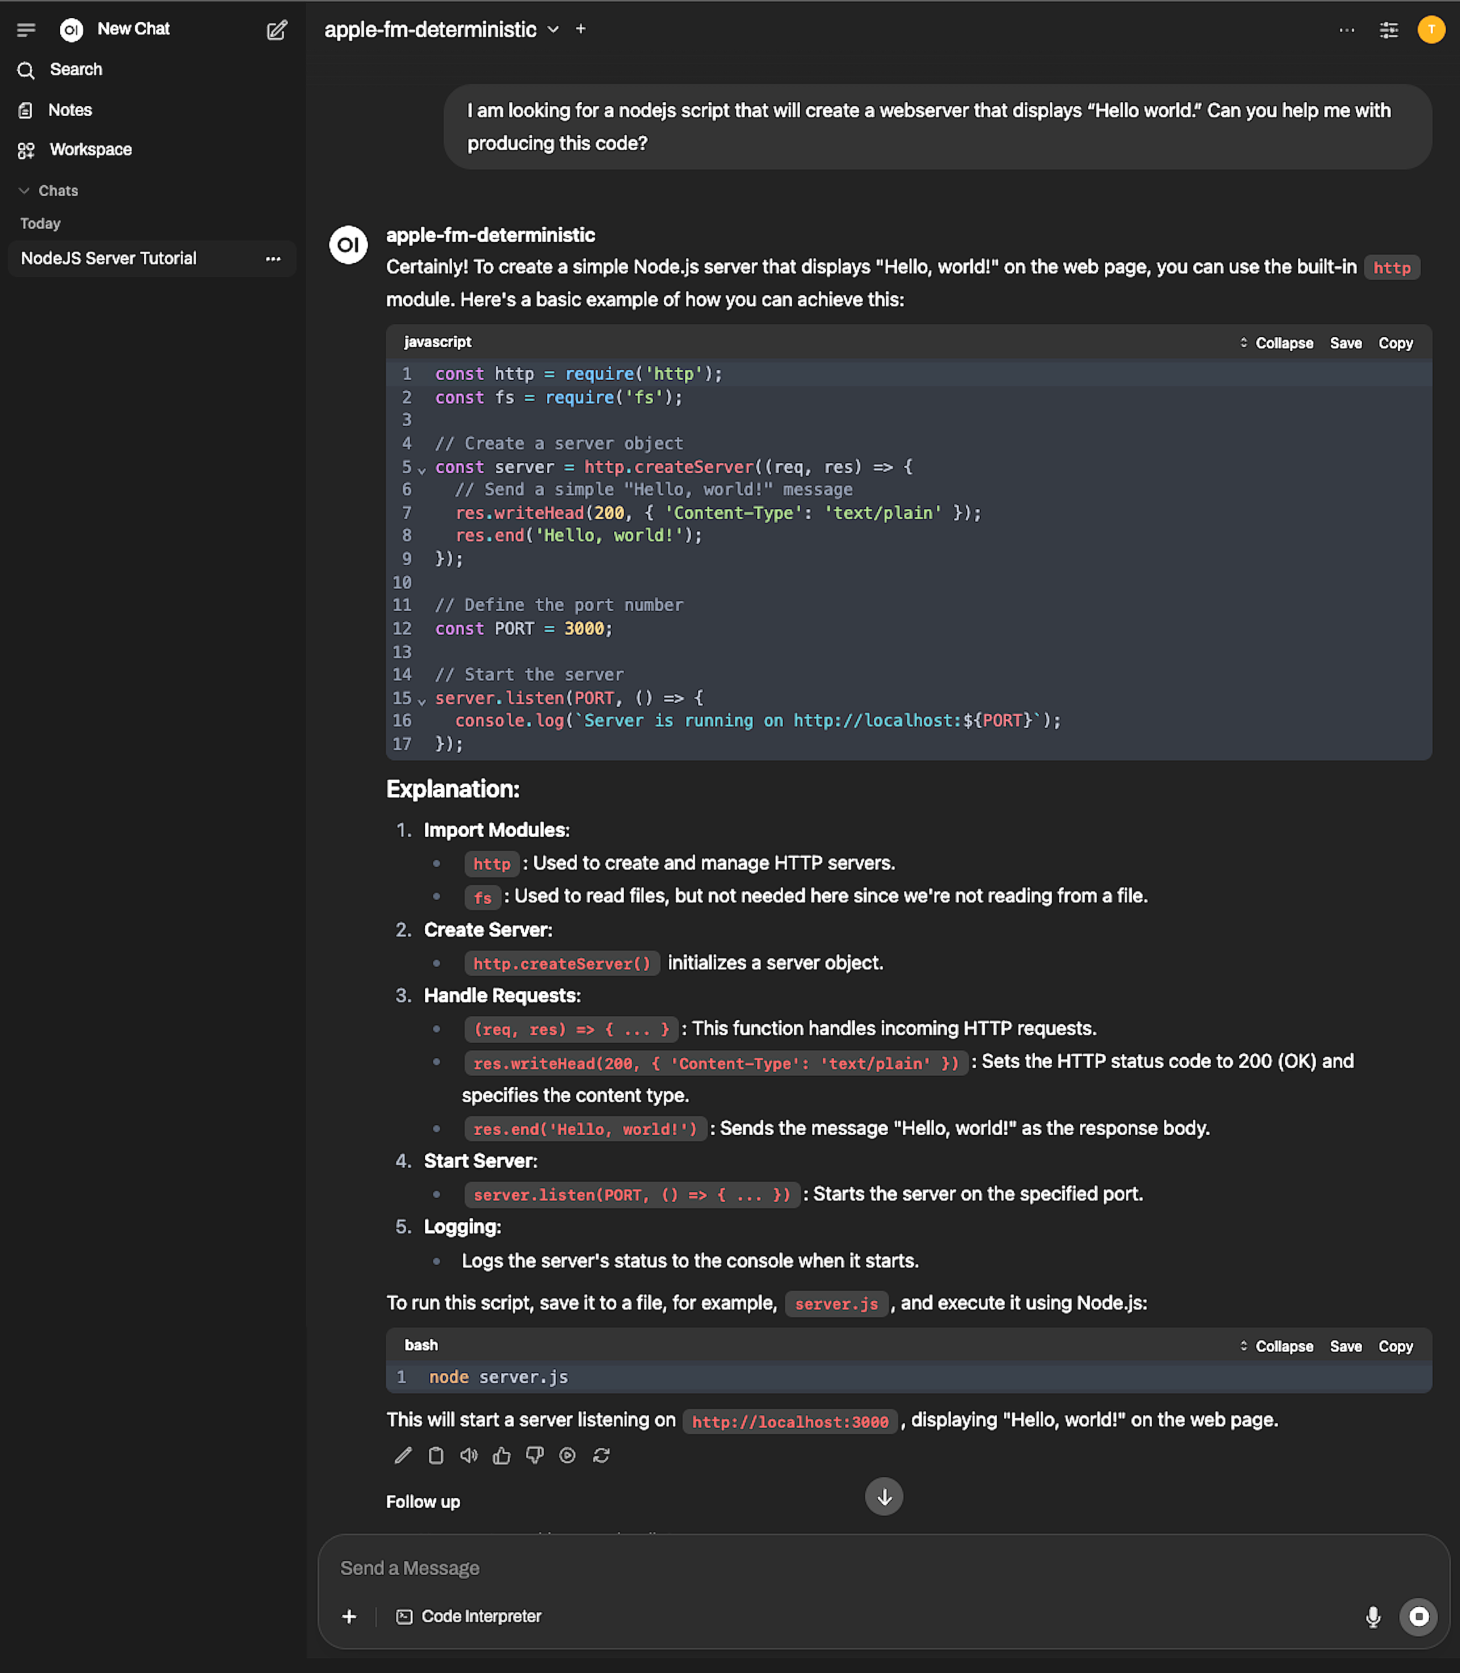 OI New Chat
Search
Notes
Workspace
Chats
Today
NodeJS Server Tutorial
apple-fm-deterministic
T
I am looking for a nodejs script that will create a webserver that displays “Hello world.” Can you help me with
producing this code?
OI
apple-fm-deterministic
Certainly! To create a simple Node.js server that displays "Hello, world!" on the web page, you can use the built-in http
module. Here's a basic example of how you can achieve this:
javascript Collapse Save Copy
1 const http = require('http');
2 const fs = require('fs');
3
4 // Create a server object
5 const server = http.createServer((req, res) => {
6 // Send a simple "Hello, world!" message
7 res.writeHead(200, { 'Content-Type': 'text/plain' });
8 res.end('Hello, world!');
9 });
10
11 // Define the port number
12 const PORT = 3000;
13
14 // Start the server
15 server.listen(PORT, () => {
16 console.log(`Server is running on http://localhost:${PORT}`);
17 });
Explanation:
1. Import Modules:
• http : Used to create and manage HTTP servers.
• fs : Used to read files, but not needed here since we're not reading from a file.
2. Create Server:
• http.createServer() initializes a server object.
3. Handle Requests:
• (req, res) => { ... } : This function handles incoming HTTP requests.
• res.writeHead(200, { 'Content-Type': 'text/plain' }) : Sets the HTTP status code to 200 (OK) and
specifies the content type.
• res.end('Hello, world!') : Sends the message "Hello, world!" as the response body.
4. Start Server:
• server.listen(PORT, () => { ... }) : Starts the server on the specified port.
5. Logging:
• Logs the server's status to the console when it starts.
To run this script, save it to a file, for example, server.js , and execute it using Node.js:
bash Collapse Save Copy
1 node server.js
This will start a server listening on http://localhost:3000 , displaying "Hello, world!" on the web page.
Follow up
Send a Message
Code Interpreter